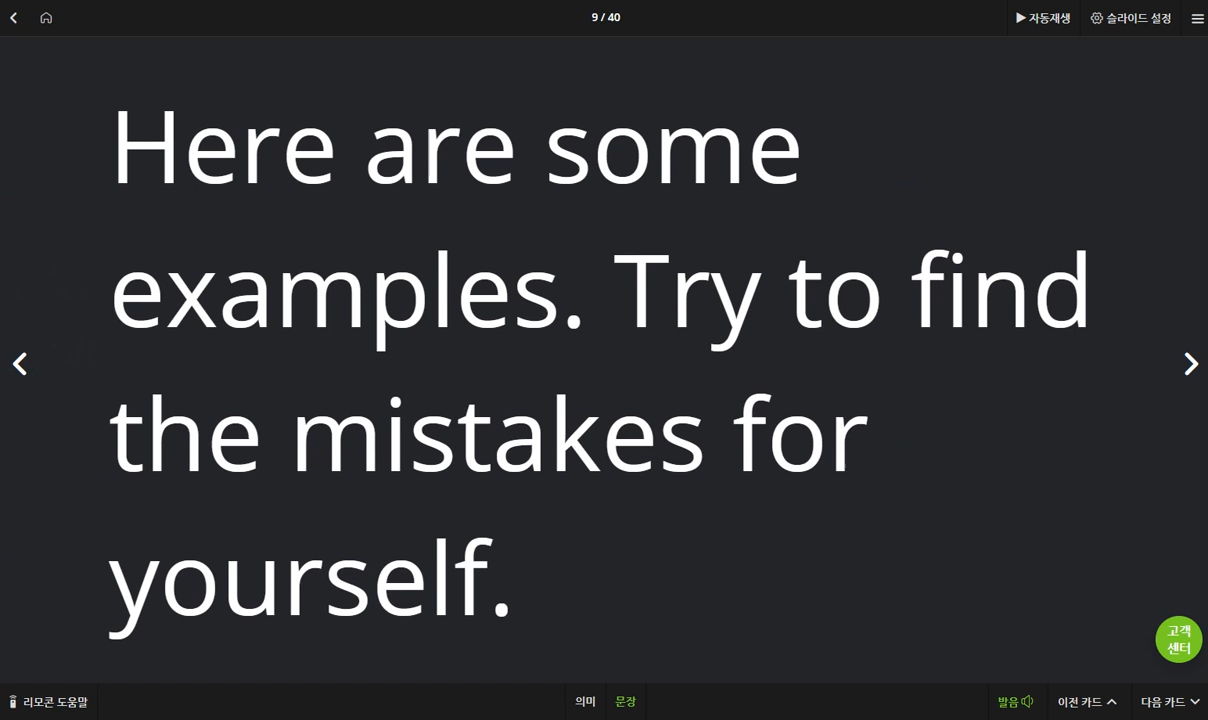 9 / 40
▶ 자동재생
슬라이드 설정
Here are some
examples. Try to find
the mistakes for
yourself.
고객
센터
리모콘 도움말
의미
문장
발음
이전 카드
다음 카드